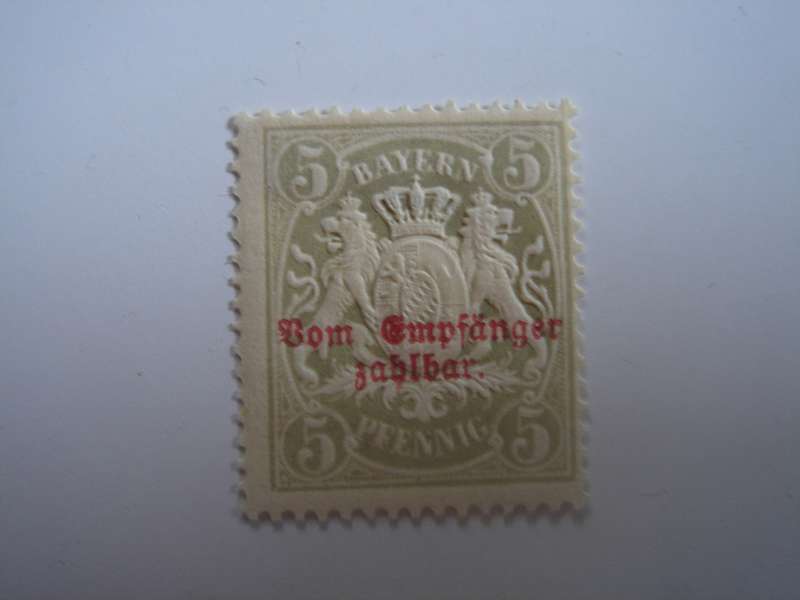 5 BAYERN 5
Vom Empfänger
zahlbar.
5 PFENNIG 5